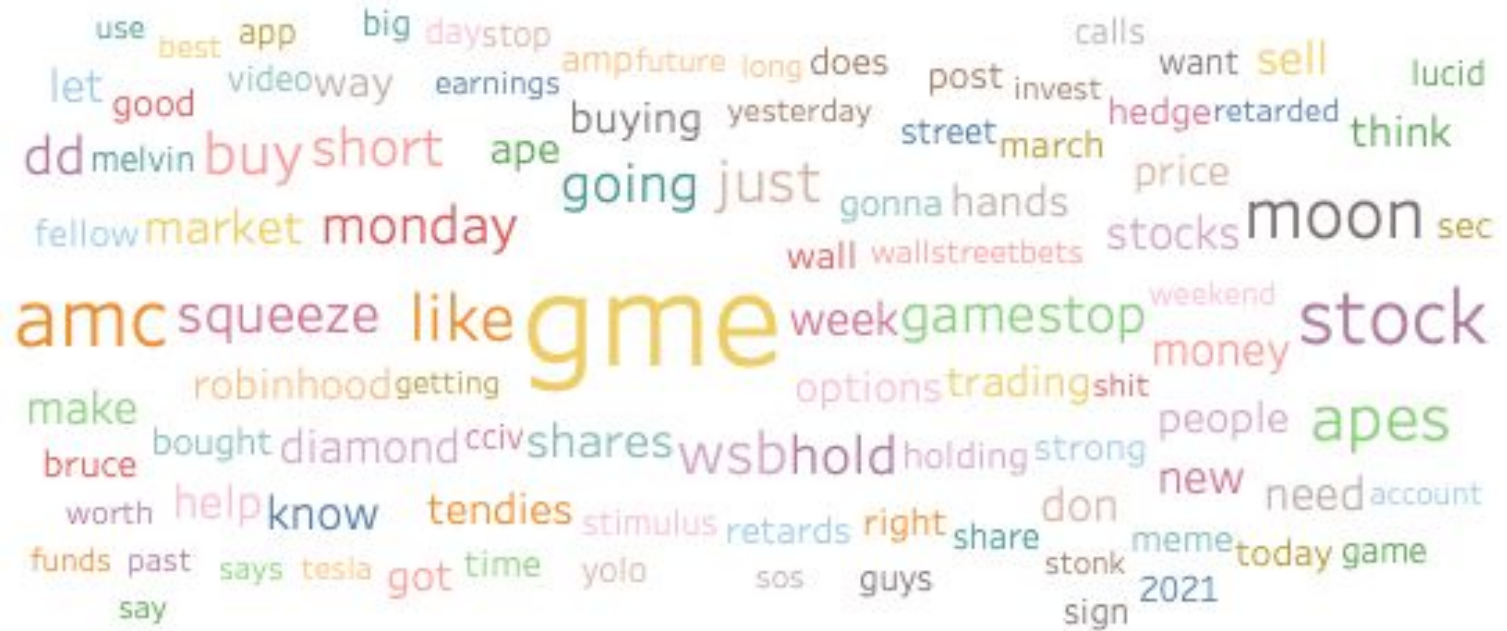 use best app big daystop calls
let good videoway earnings ampfuture long does post invest want sell lucid
buying yesterday street march hedgeretarded think
dd melvin buy short ape going just price
fellow market monday gonna hands stocks moon sec
wall wallstreetbets
amc squeeze like gme week gamestop weekend stock
robinhood getting options trading shit money
make bought diamond cciv shares wsbhold holding strong people apes
bruce new need account
worth help know tendies stimulus retards right share don meme today game
funds past says tesla got time yolo sos guys stonk 2021
say sign